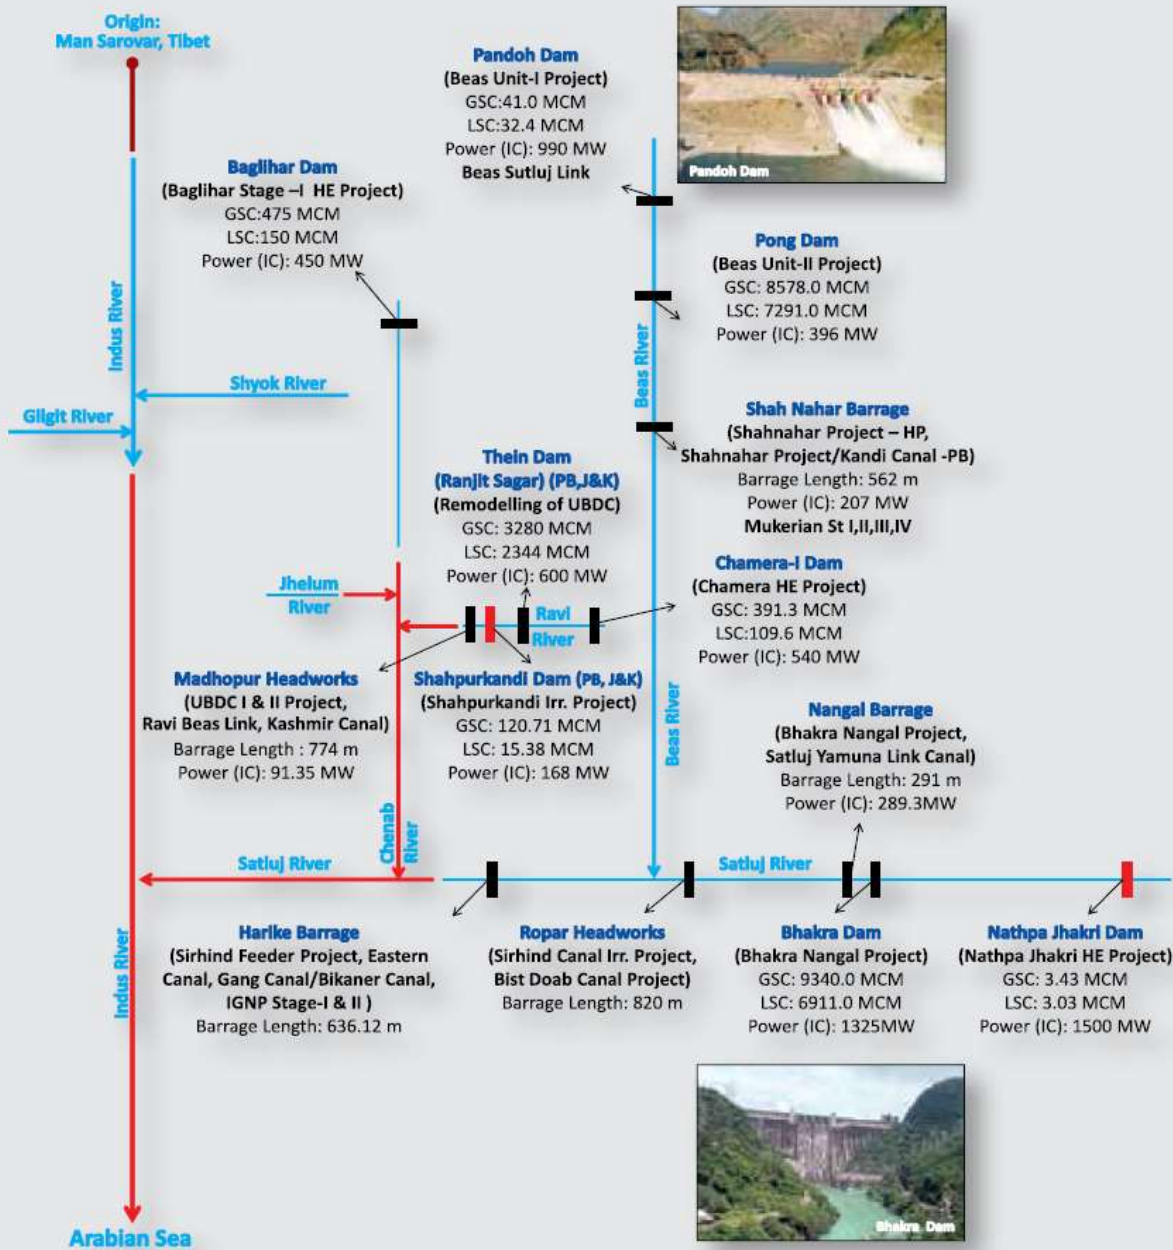 Origin:
Man Sarovar, Tibet
Pandoh Dam
(Beas Unit-I Project)
GSC:41.0 MCM
LSC:32.4 MCM
Power (IC): 990 MW
Beas Sutluj Link
Pandoh Dam
Baglihar Dam
(Baglihar Stage –I HE Project)
GSC:475 MCM
LSC:150 MCM
Power (IC): 450 MW
Pong Dam
(Beas Unit-II Project)
GSC: 8578.0 MCM
LSC: 7291.0 MCM
Power (IC): 396 MW
Indus River
Beas River
Shyok River
Gilgit River
Shah Nahar Barrage
(Shahnahar Project – HP,
Shahnahar Project/Kandi Canal -PB)
Barrage Length: 562 m
Power (IC): 207 MW
Mukerian St I,II,III,IV
Thein Dam
(Ranjit Sagar) (PB,J&K)
(Remodelling of UBDC)
GSC: 3280 MCM
LSC: 2344 MCM
Power (IC): 600 MW
Chamera-I Dam
(Chamera HE Project)
GSC: 391.3 MCM
LSC:109.6 MCM
Power (IC): 540 MW
Jhelum
River
Ravi
River
Madhopur Headworks
(UBDC I & II Project,
Ravi Beas Link, Kashmir Canal)
Barrage Length : 774 m
Power (IC): 91.35 MW
Shahpurkandi Dam (PB, J&K)
(Shahpurkandi Irr. Project)
GSC: 120.71 MCM
LSC: 15.38 MCM
Power (IC): 168 MW
Beas River
Nangal Barrage
(Bhakra Nangal Project,
Satluj Yamuna Link Canal)
Barrage Length: 291 m
Power (IC): 289.3MW
Chenab
River
Satluj River
Satluj River
Indus River
Harike Barrage
(Sirhind Feeder Project, Eastern
Canal, Gang Canal/Bikaner Canal,
IGNP Stage-I & II )
Barrage Length: 636.12 m
Ropar Headworks
(Sirhind Canal Irr. Project,
Bist Doab Canal Project)
Barrage Length: 820 m
Bhakra Dam
(Bhakra Nangal Project)
GSC: 9340.0 MCM
LSC: 6911.0 MCM
Power (IC): 1325MW
Nathpa Jhakri Dam
(Nathpa Jhakri HE Project)
GSC: 3.43 MCM
LSC: 3.03 MCM
Power (IC): 1500 MW
Bhakra Dam
Arabian Sea